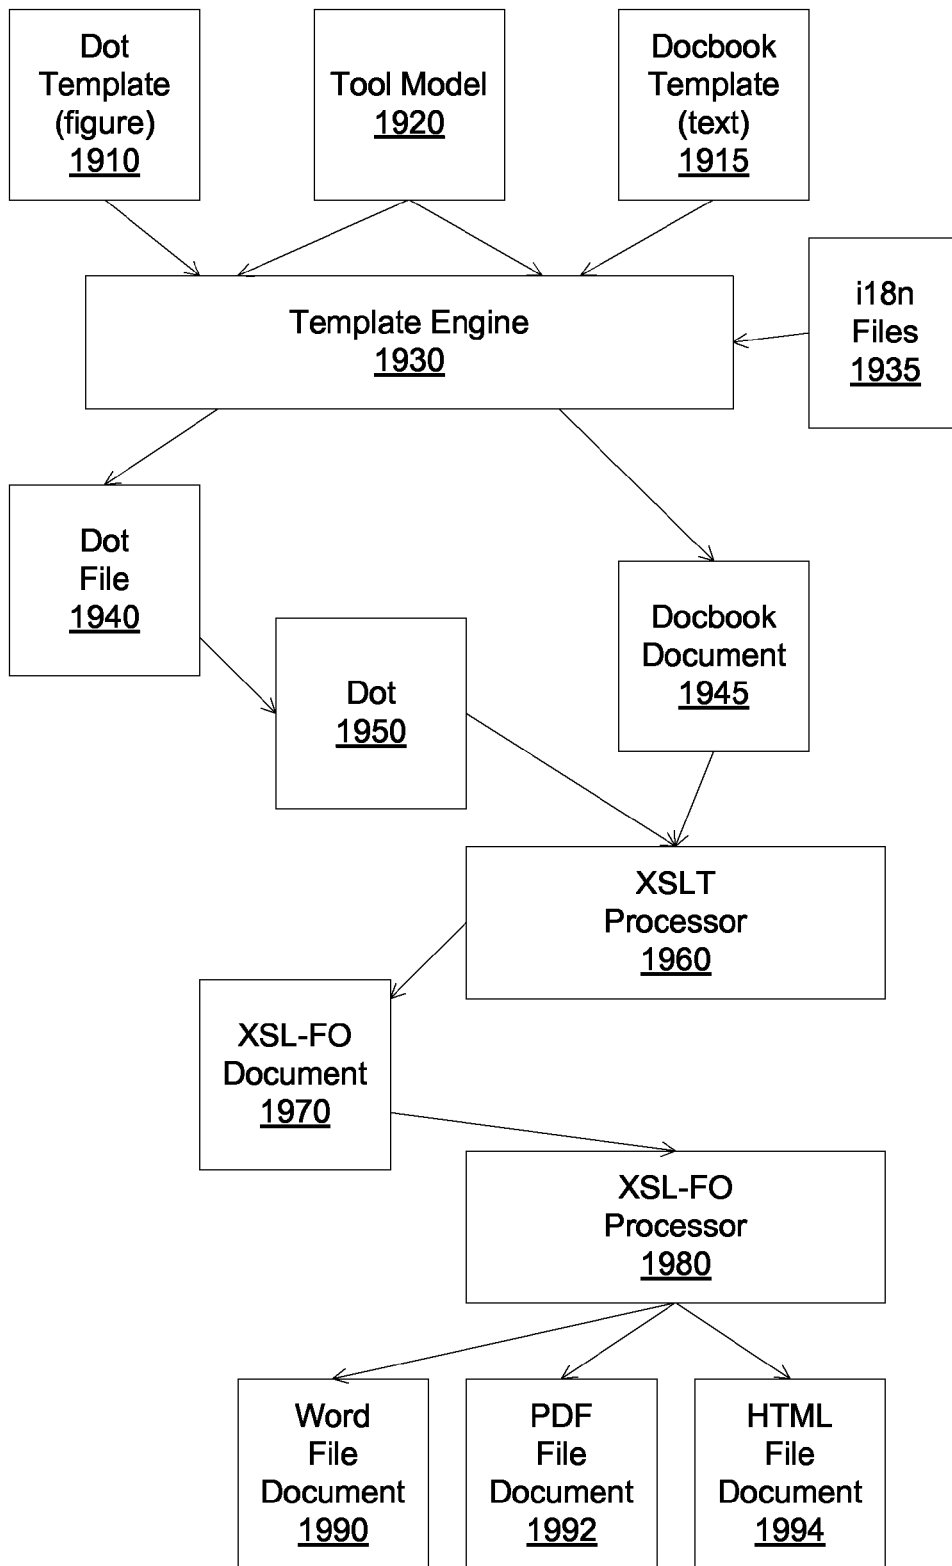 Dot
Template
(figure)
1910
Tool Model
1920
Docbook
Template
(text)
1915
i18n
Files
1935
Template Engine
1930
Dot
File
1940
Docbook
Document
1945
Dot
1950
XSLT
Processor
1960
XSL-FO
Document
1970
XSL-FO
Processor
1980
Word
File
Document
1990
PDF
File
Document
1992
HTML
File
Document
1994